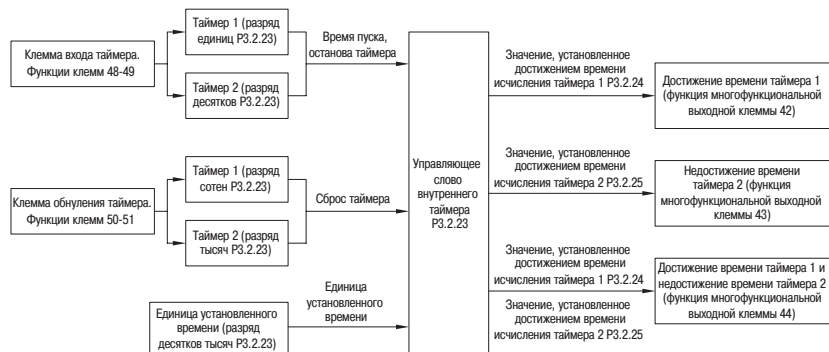 Клемма входа таймера.
Функции клемм 48-49
Таймер 1 (разряд
единиц P3.2.23)
Таймер 2 (разряд
десятков P3.2.23)
Время пуска,
останова таймера
Клемма обнуления таймера.
Функции клемм 50-51
Таймер 1 (разряд
сотен P3.2.23)
Таймер 2 (разряд
тысяч P3.2.23)
Сброс таймера
Единица установленного
времени (разряд
десятков тысяч P3.2.23)
Единица
установленного
времени
Управляющее
слово
внутреннего
таймера
P3.2.23
Значение, установленное
достижением времени
исчисления таймера 1 P3.2.24
Достижение времени таймера 1
(функция многофункциональной
выходной клеммы 42)
Значение, установленное
достижением времени
исчисления таймера 2 P3.2.25
Недостижение времени
таймера 2 (функция
многофункциональной выходной
клеммы 43)
Значение, установленное
достижением времени
исчисления таймера 1 P3.2.24
Значение, установленное
достижением времени
исчисления таймера 2 P3.2.25
Достижение времени таймера 1 и
недостижение времени таймера 2
(функция многофункциональной
выходной клеммы 44)